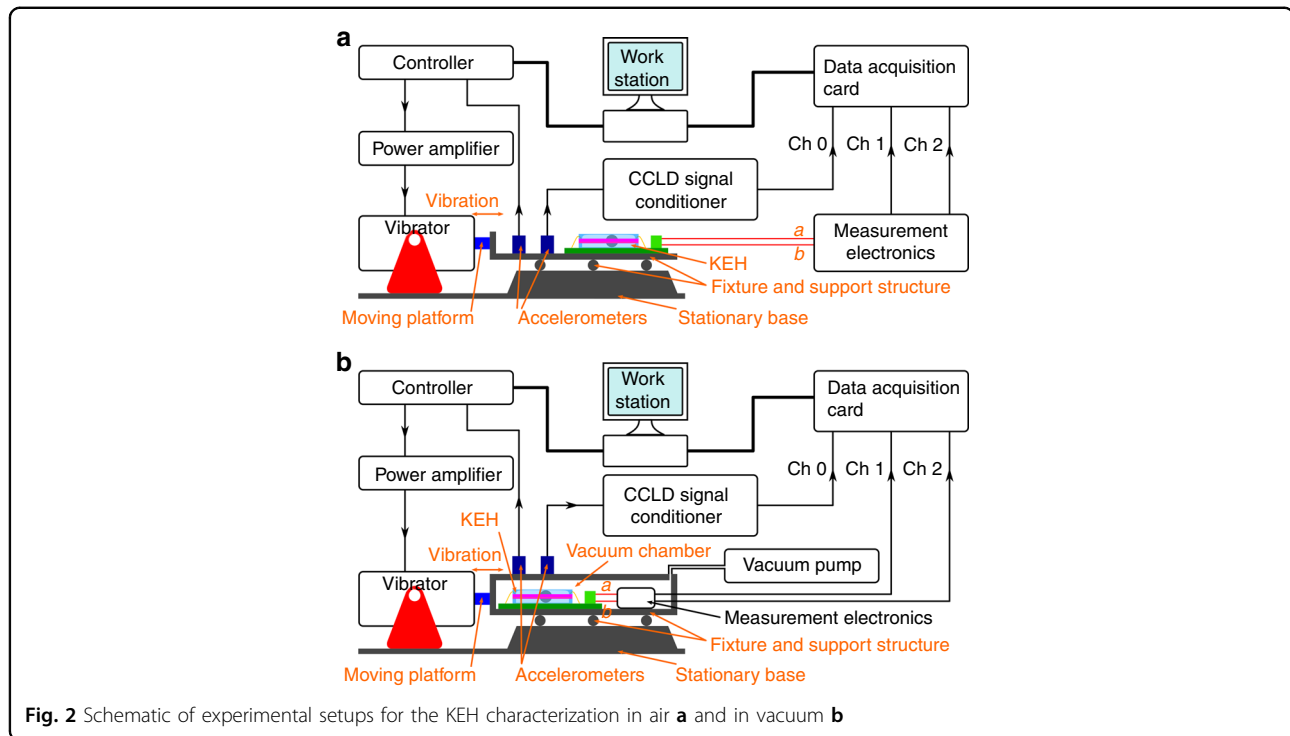 a
Controller
Work
station
Data acquisition
card
Power amplifier
Ch 0
Ch 1
Ch 2
CCLD signal
conditioner
Vibration
Vibrator
a
b
Measurement
electronics
KEH
Fixture and support structure
Moving platform
Accelerometers
Stationary base
b
Controller
Work
station
Data acquisition
card
Power amplifier
Ch 0
Ch 1
Ch 2
CCLD signal
conditioner
KEH
Vibration
Vacuum chamber
Vacuum pump
Vibrator
a
b
Measurement electronics
Fixture and support structure
Moving platform
Accelerometers
Stationary base
Fig. 2 Schematic of experimental setups for the KEH characterization in air a and in vacuum b